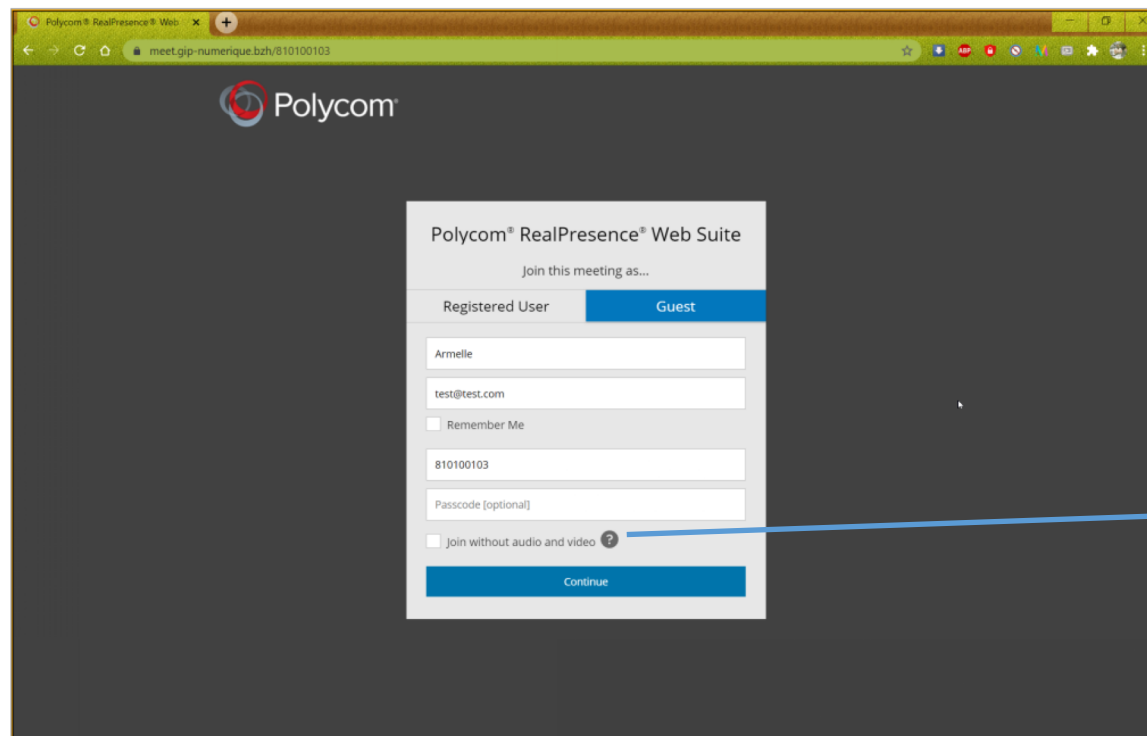 Polycom® RealPresence® Web
meet.gip-numerique.bzh/810100103
ABP
Polycom®
Polycom® RealPresence® Web Suite
Join this meeting as...
Registered User
Guest
Armelle
test@test.com
Remember Me
810100103
Passcode [optional]
Join without audio and video ?
Continue